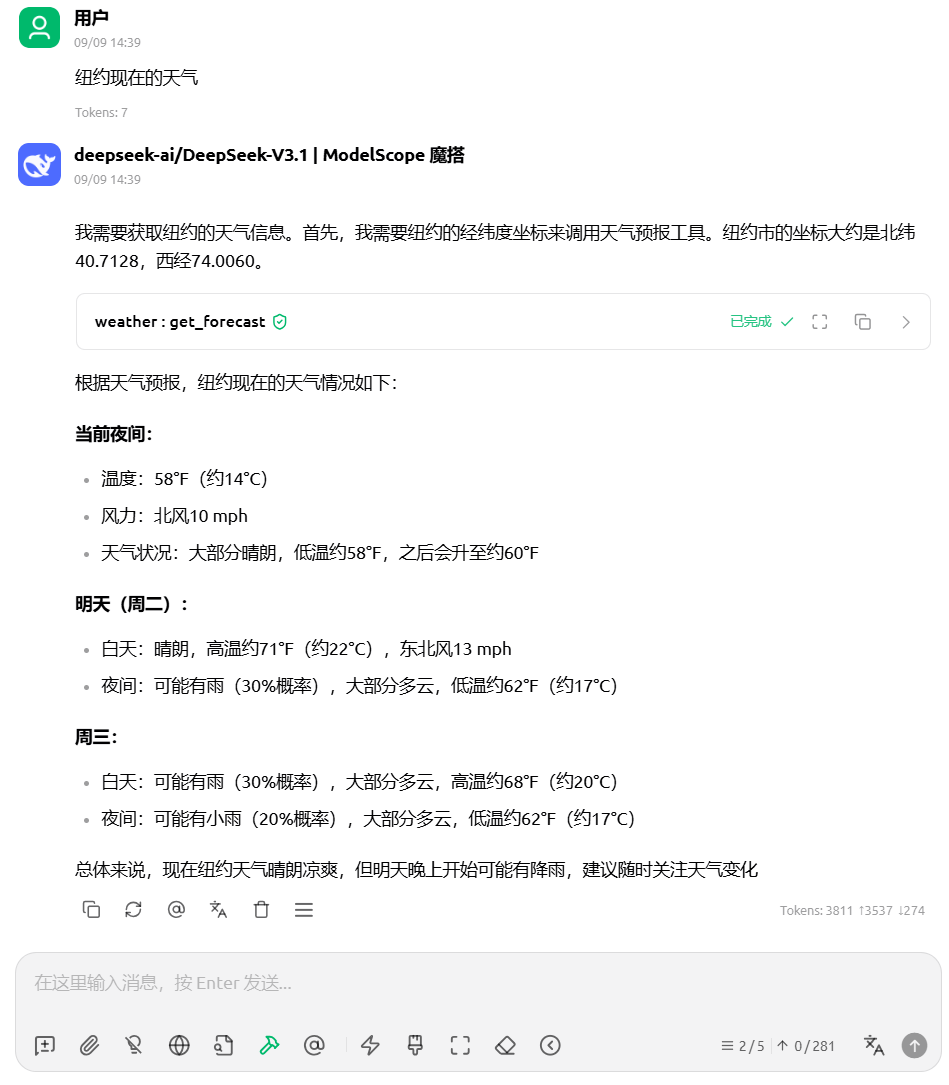 用户
09/09 14:39
纽约现在的天气
Tokens: 7
deepseek-ai/DeepSeek-V3.1 | ModelScope 魔搭
09/09 14:39
我需要获取纽约的天气信息。首先，我需要纽约的经纬度坐标来调用天气预报工具。纽约市的坐标大约是北纬
40.7128，西经74.0060。
weather : get_forecast 已完成
根据天气预报，纽约现在的天气情况如下：
当前夜间：
温度：58°F（约14°C）
风力：北风10 mph
天气状况：大部分晴朗，低温约58°F，之后会升至约60°F
明天（周二）：
白天：晴朗，高温约71°F（约22°C），东北风13 mph
夜间：可能有雨（30%概率），大部分多云，低温约62°F（约17°C）
周三：
白天：可能有雨（30%概率），大部分多云，高温约68°F（约20°C）
夜间：可能有小雨（20%概率），大部分多云，低温约62°F（约17°C）
总体来说，现在纽约天气晴朗凉爽，但明天晚上开始可能有降雨，建议随时关注天气变化
Tokens: 3811 ↑3537 ↓274
在这里输入消息，按 Enter 发送...
2 / 5 ↑ 0 / 281